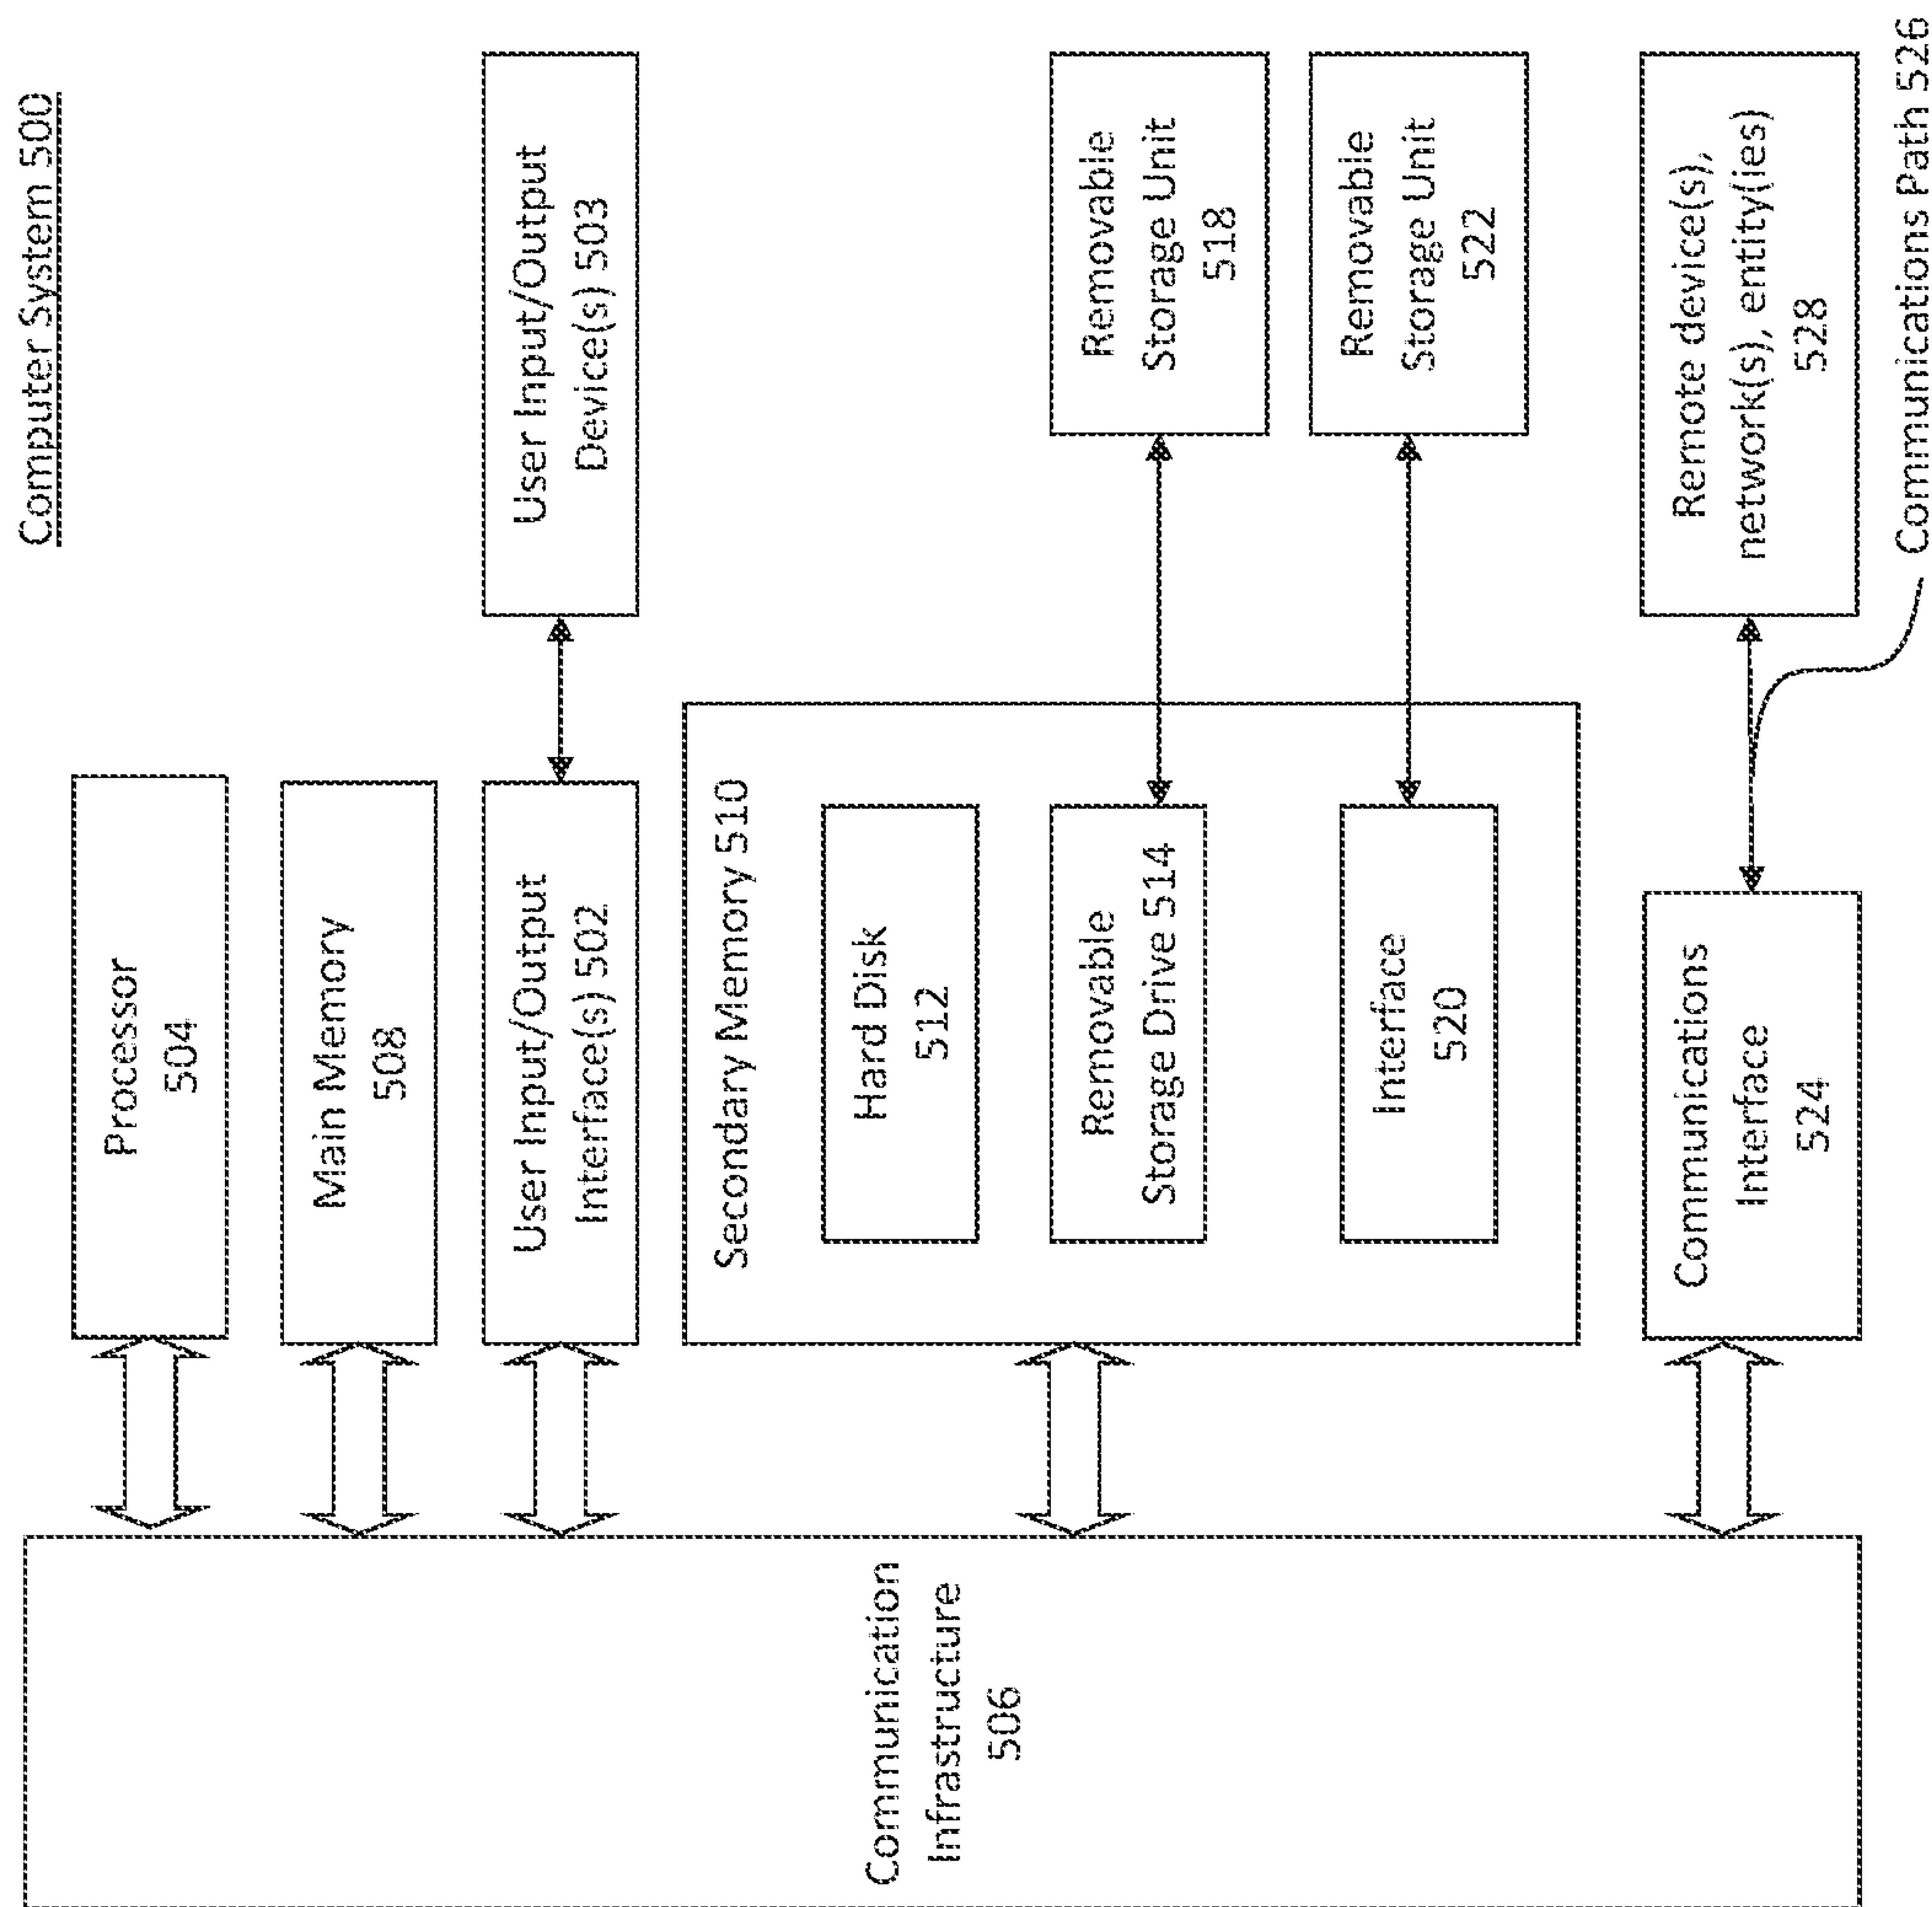 Computer System 500
Processor
504
Main Memory
508
User Input/Output
Interface(s) 502
User Input/Output
Device(s) 503
Secondary Memory 510
Hard Disk
512
Removable
Storage Drive 514
Removable
Storage Unit
518
Interface
520
Removable
Storage Unit
522
Communications
Interface
524
Remote device(s),
network(s), entity(ies)
528
Communications Path 526
Communication
Infrastructure
506